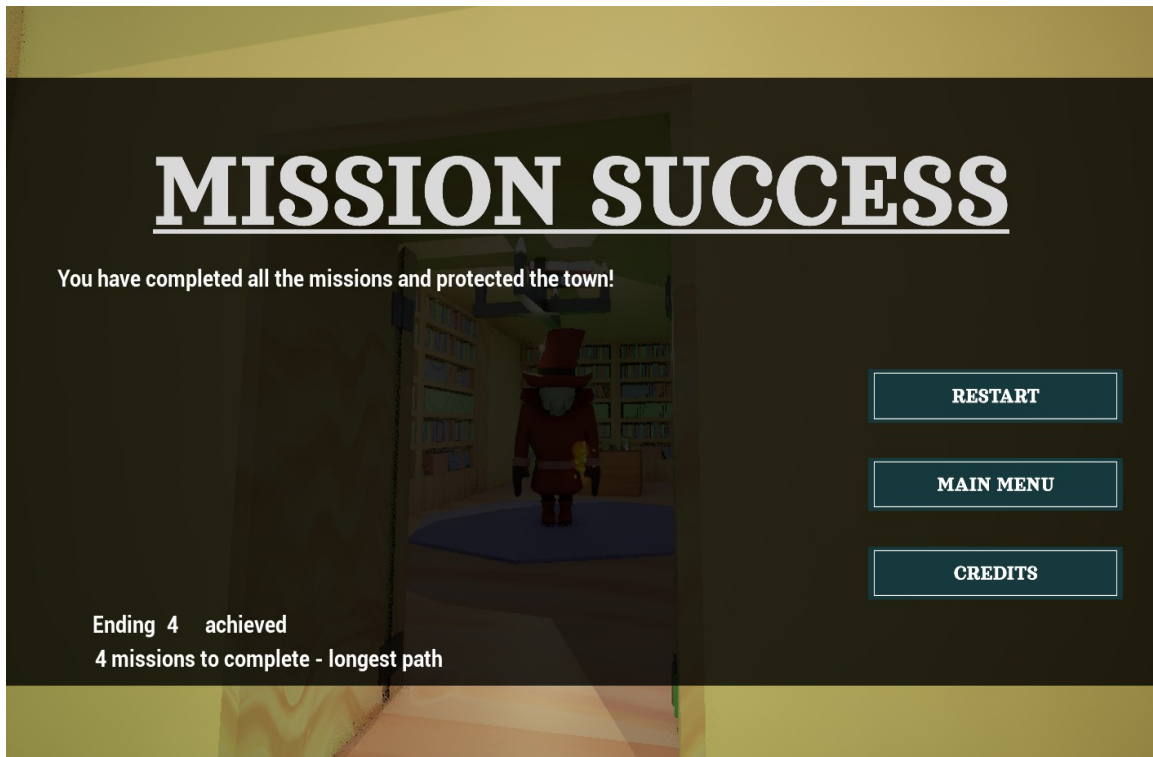 MISSION SUCCESS
You have completed all the missions and protected the town!
RESTART
MAIN MENU
CREDITS
Ending 4 achieved
4 missions to complete - longest path